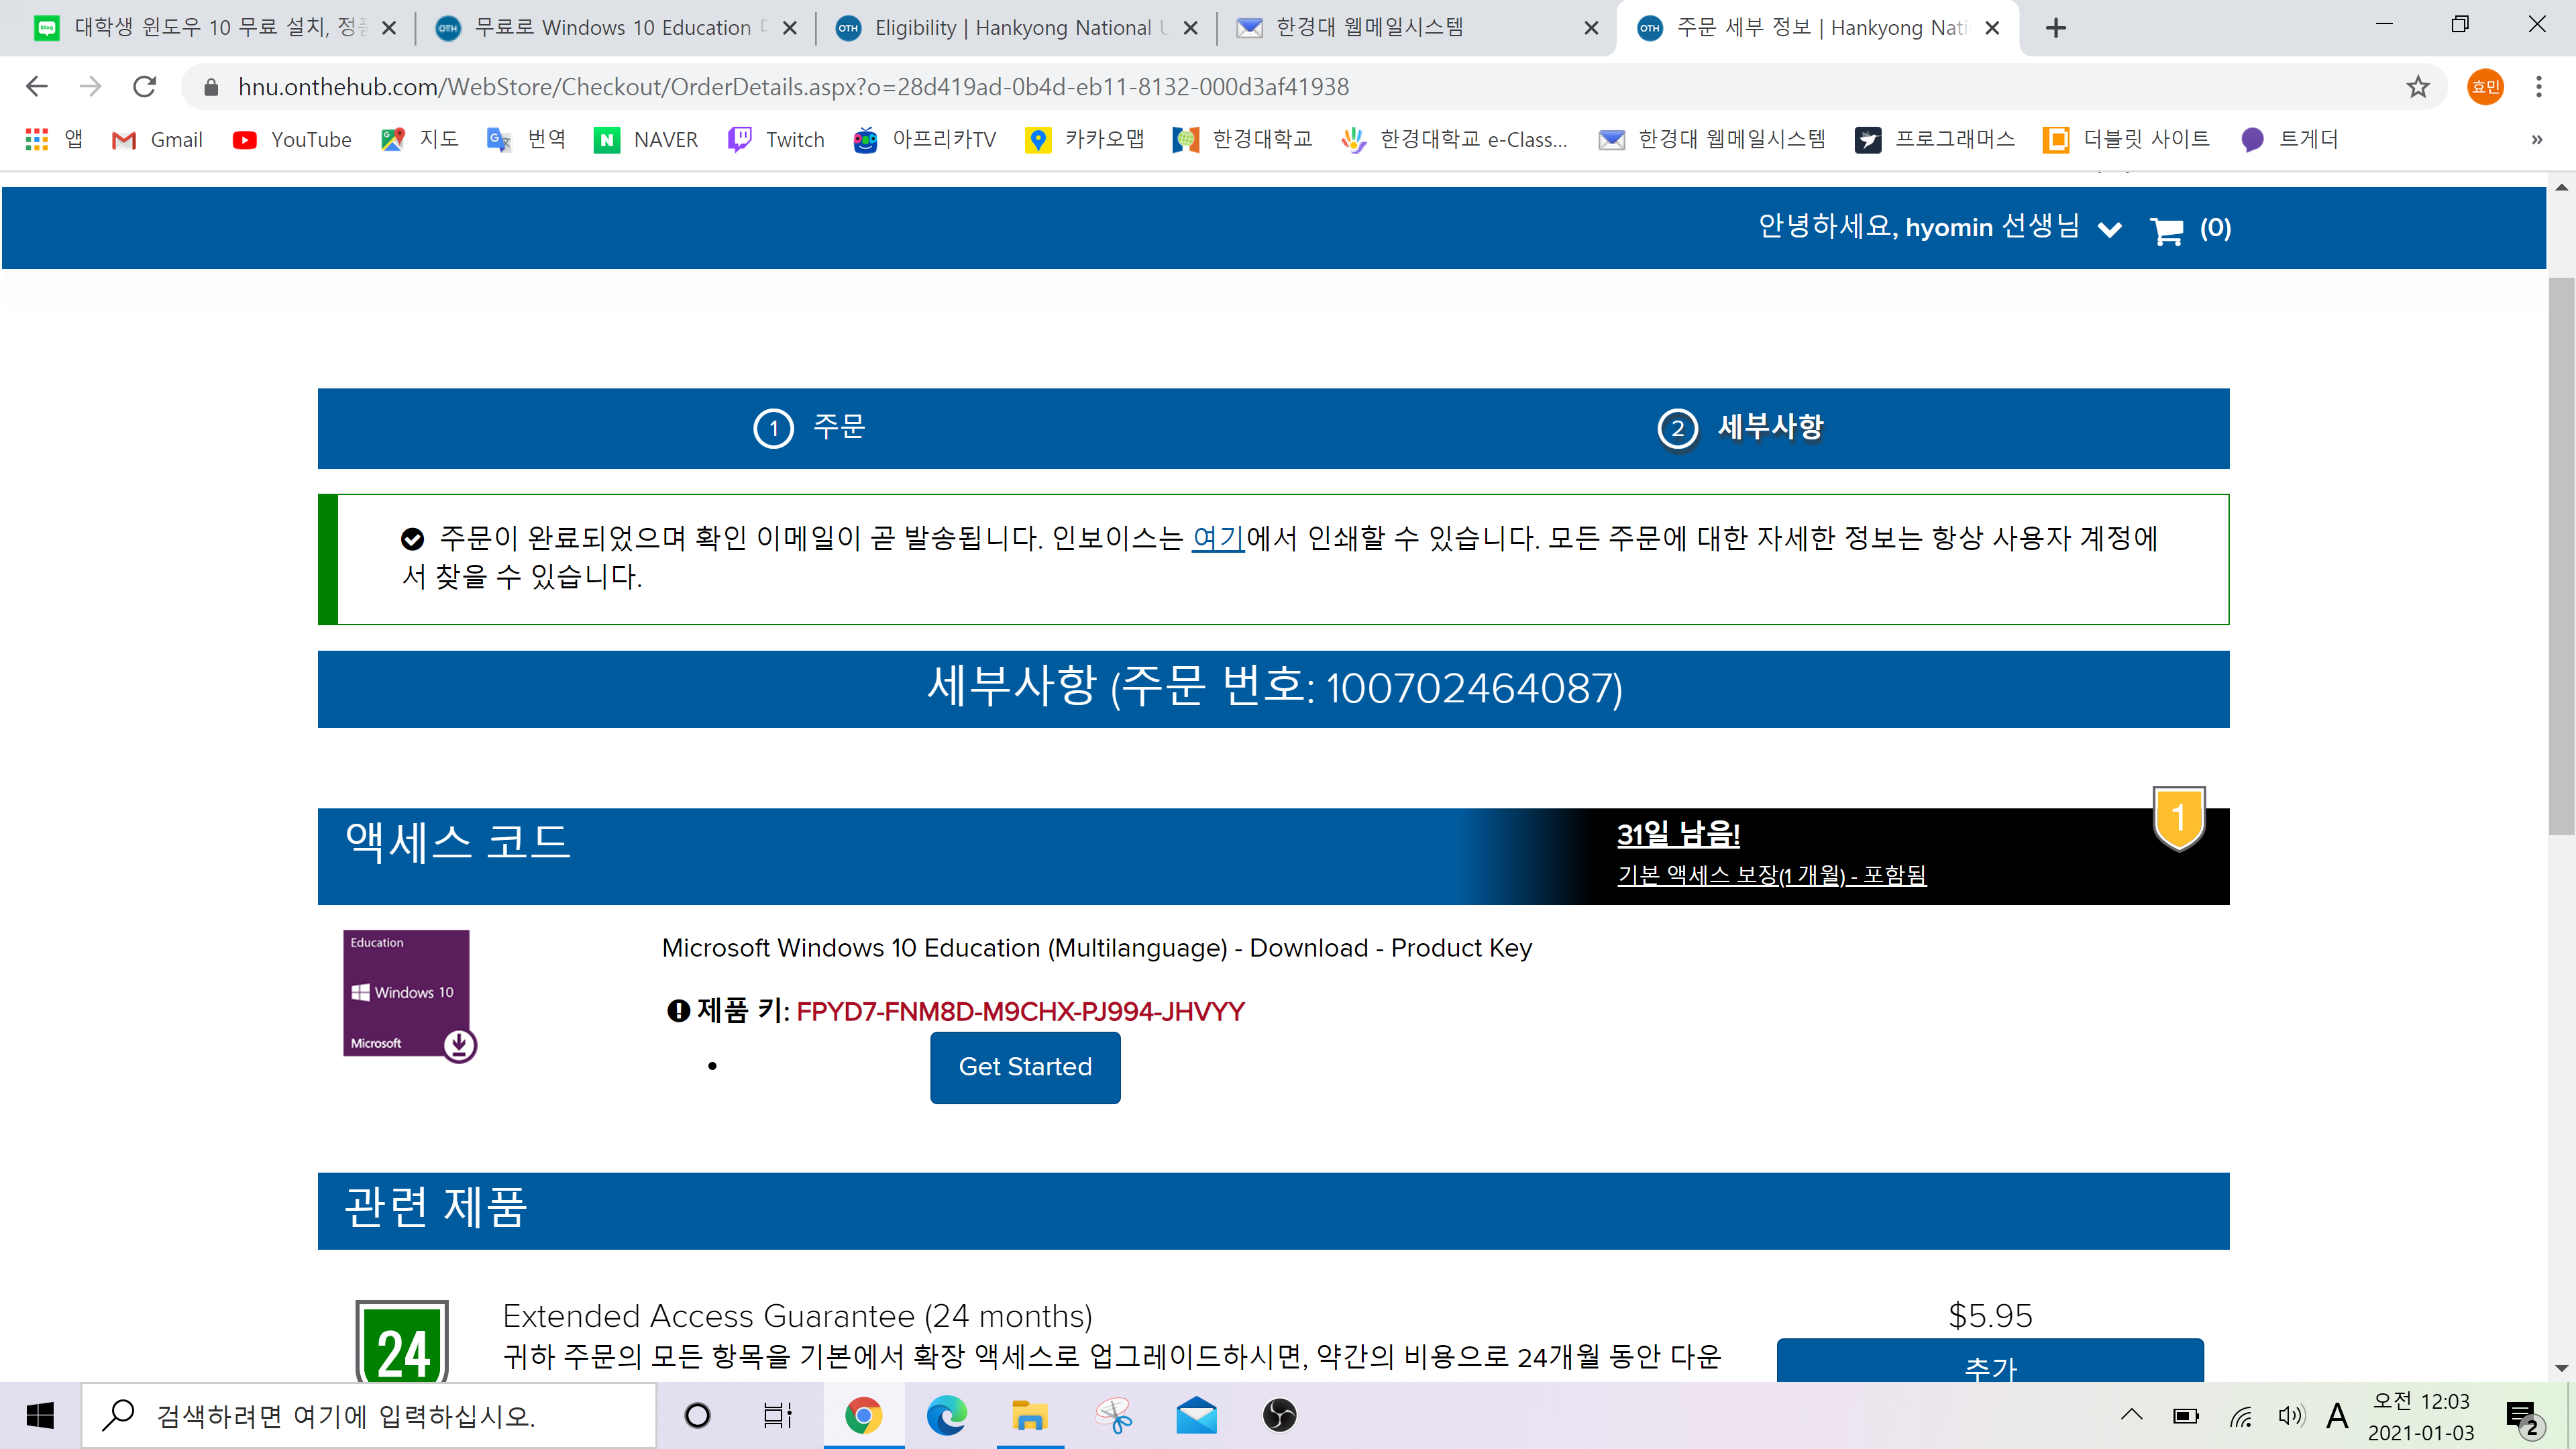 대학생 윈도우 10 무료 설치, 정품
무료로 Windows 10 Education
Eligibility | Hankyong National U
한경대 웹메일시스템
주문 세부 정보 | Hankyong Nati
hnu.onthehub.com/WebStore/Checkout/OrderDetails.aspx?o=28d419ad-0b4d-eb11-8132-000d3af41938
효민
앱 Gmail YouTube 지도 번역 NAVER Twitch 아프리카TV 카카오맵 한경대학교 한경대학교 e-Class... 한경대 웹메일시스템 프로그래머스 더블릿 사이트 트게더 »
안녕하세요, hyomin 선생님 (0)
1 주문
2 세부사항
주문이 완료되었으며 확인 이메일이 곧 발송됩니다. 인보이스는 여기에서 인쇄할 수 있습니다. 모든 주문에 대한 자세한 정보는 항상 사용자 계정에
서 찾을 수 있습니다.
세부사항 (주문 번호: 100702464087)
액세스 코드
31일 남음!
1
기본 액세스 보장(1 개월) - 포함됨
Education
Windows 10
Microsoft
Microsoft Windows 10 Education (Multilanguage) - Download - Product Key
제품 키: FPYD7-FNM8D-M9CHX-PJ994-JHVYY
Get Started
관련 제품
24
Extended Access Guarantee (24 months)
$5.95
귀하 주문의 모든 항목을 기본에서 확장 액세스로 업그레이드하시면, 약간의 비용으로 24개월 동안 다운
추가
검색하려면 여기에 입력하십시오.
A
오전 12:03
2021-01-03
2